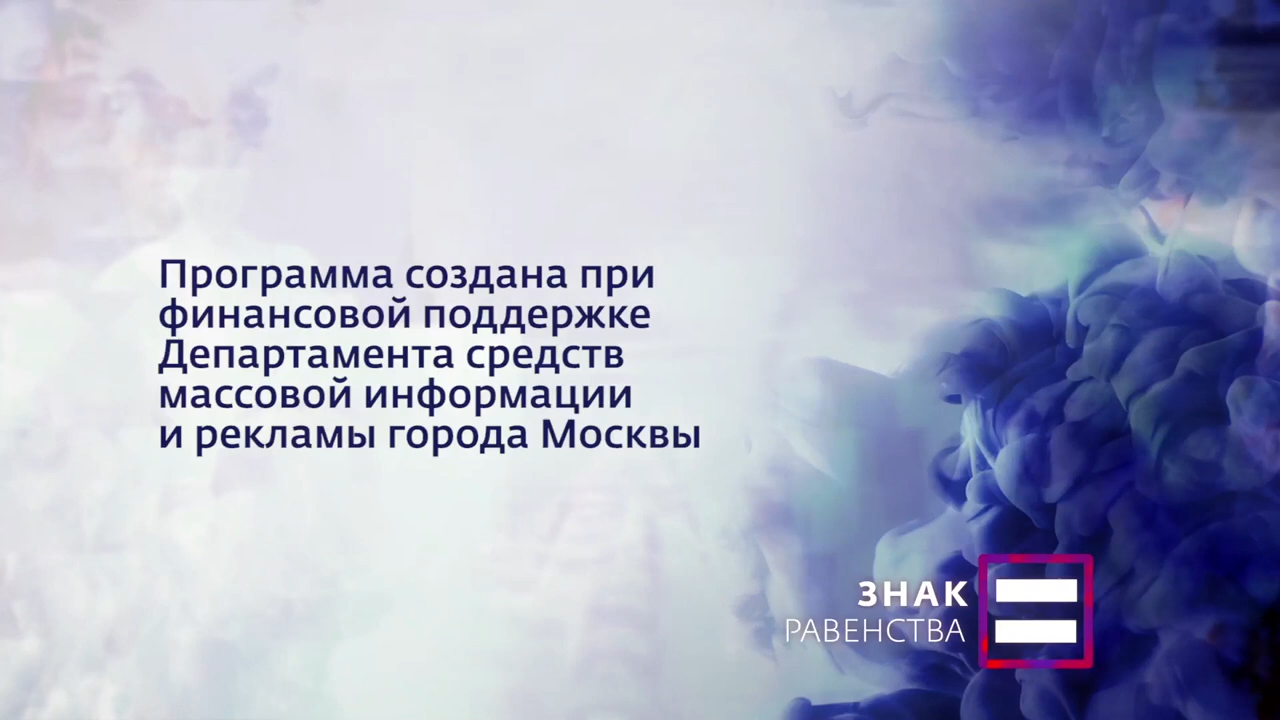 Программа создана при
финансовой поддержке
Департамента средств
массовой информации
и рекламы города Москвы
ЗНАК
РАВЕНСТВА